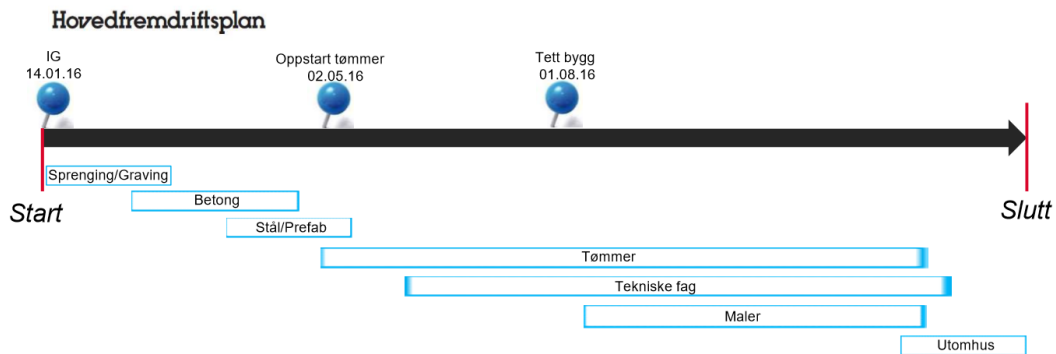 Hovedfremdriftsplan
IG
14.01.16
Oppstart tømmer
02.05.16
Tett bygg
01.08.16
Sprenging/Graving
Betong
Start
Slutt
Stål/Prefab
Tømmer
Tekniske fag
Maler
Utomhus